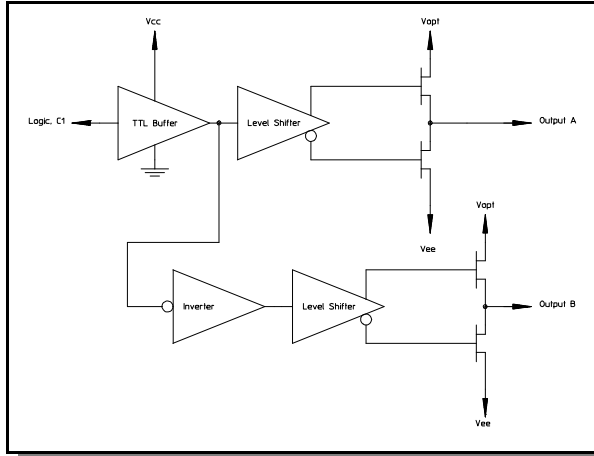 Vcc
Vopt
Logic, C1
TTL Buffer
Level Shifter
Output A
Vee
Vopt
Inverter
Level Shifter
Output B
Vee